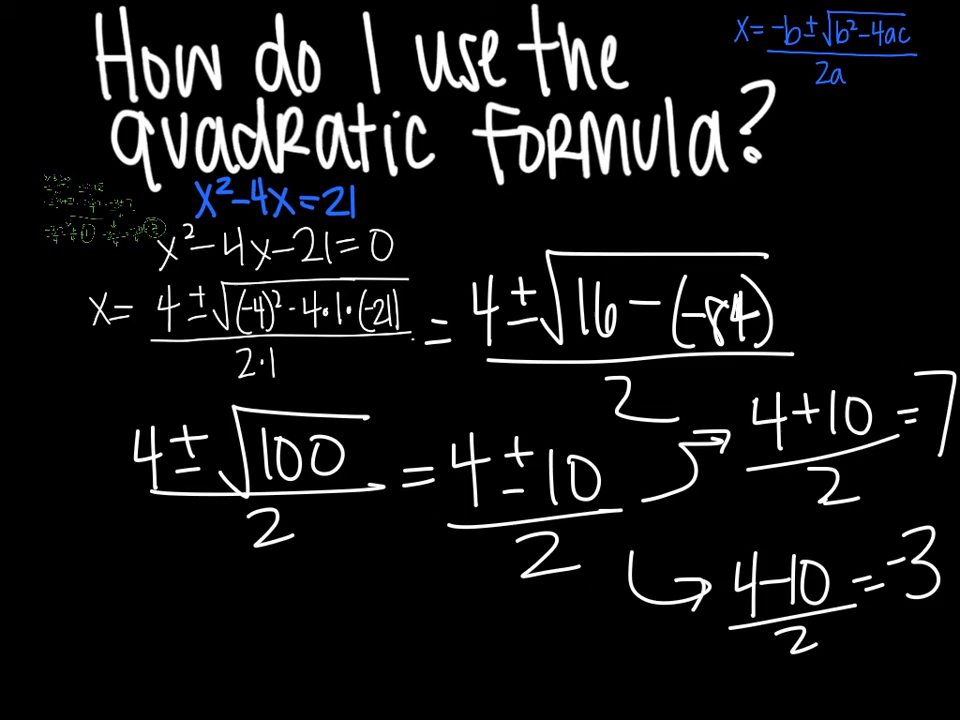 How do I use the
quadratic formula?
x = -b ± √b² - 4ac
2a
x² - 4x = 21
x² - 4x - 21 = 0
x = 4 ± √(-4)² - 4 · 1 · (-21) = 4 ± √16 - (-84)
2 · 1
2
4 ± √100 = 4 ± 10
2
2
4 + 10 = 7
2
4 - 10 = -3
2